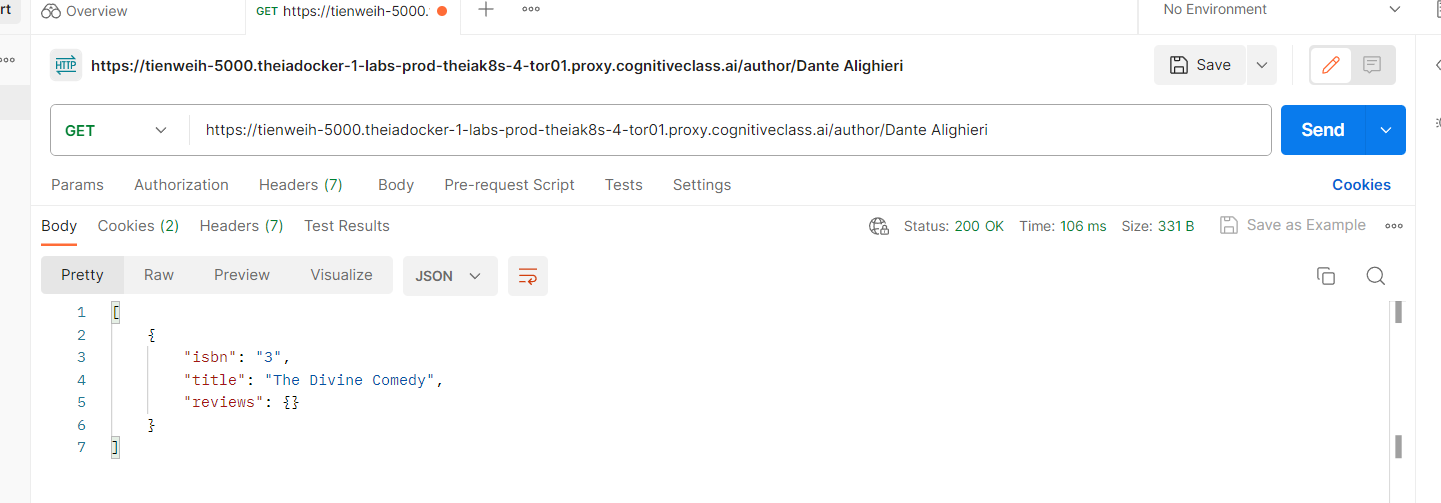 rt Overview GET https://tienweih-5000. No Environment
HTTP https://tienweih-5000.theiadocker-1-labs-prod-theiak8s-4-tor01.proxy.cognitiveclass.ai/author/Dante Alighieri Save
GET https://tienweih-5000.theiadocker-1-labs-prod-theiak8s-4-tor01.proxy.cognitiveclass.ai/author/Dante Alighieri Send
Params Authorization Headers (7) Body Pre-request Script Tests Settings Cookies
Body Cookies (2) Headers (7) Test Results Status: 200 OK Time: 106 ms Size: 331 B Save as Example
Pretty Raw Preview Visualize JSON
1 [
2 {
3 "isbn": "3",
4 "title": "The Divine Comedy",
5 "reviews": {}
6 }
7 ]